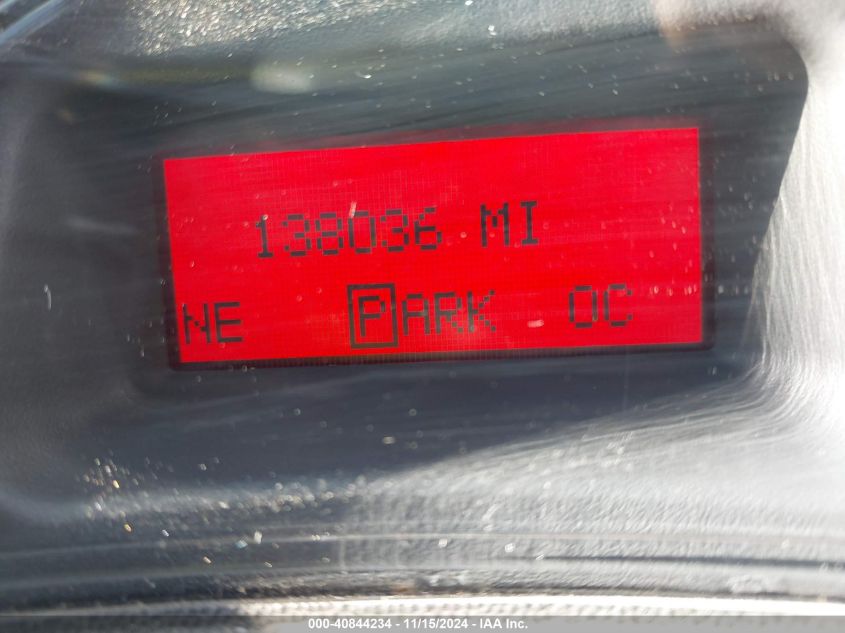 138036 MI
NE PARK OC
000-40844234 - 11/15/2024 - IAA Inc.